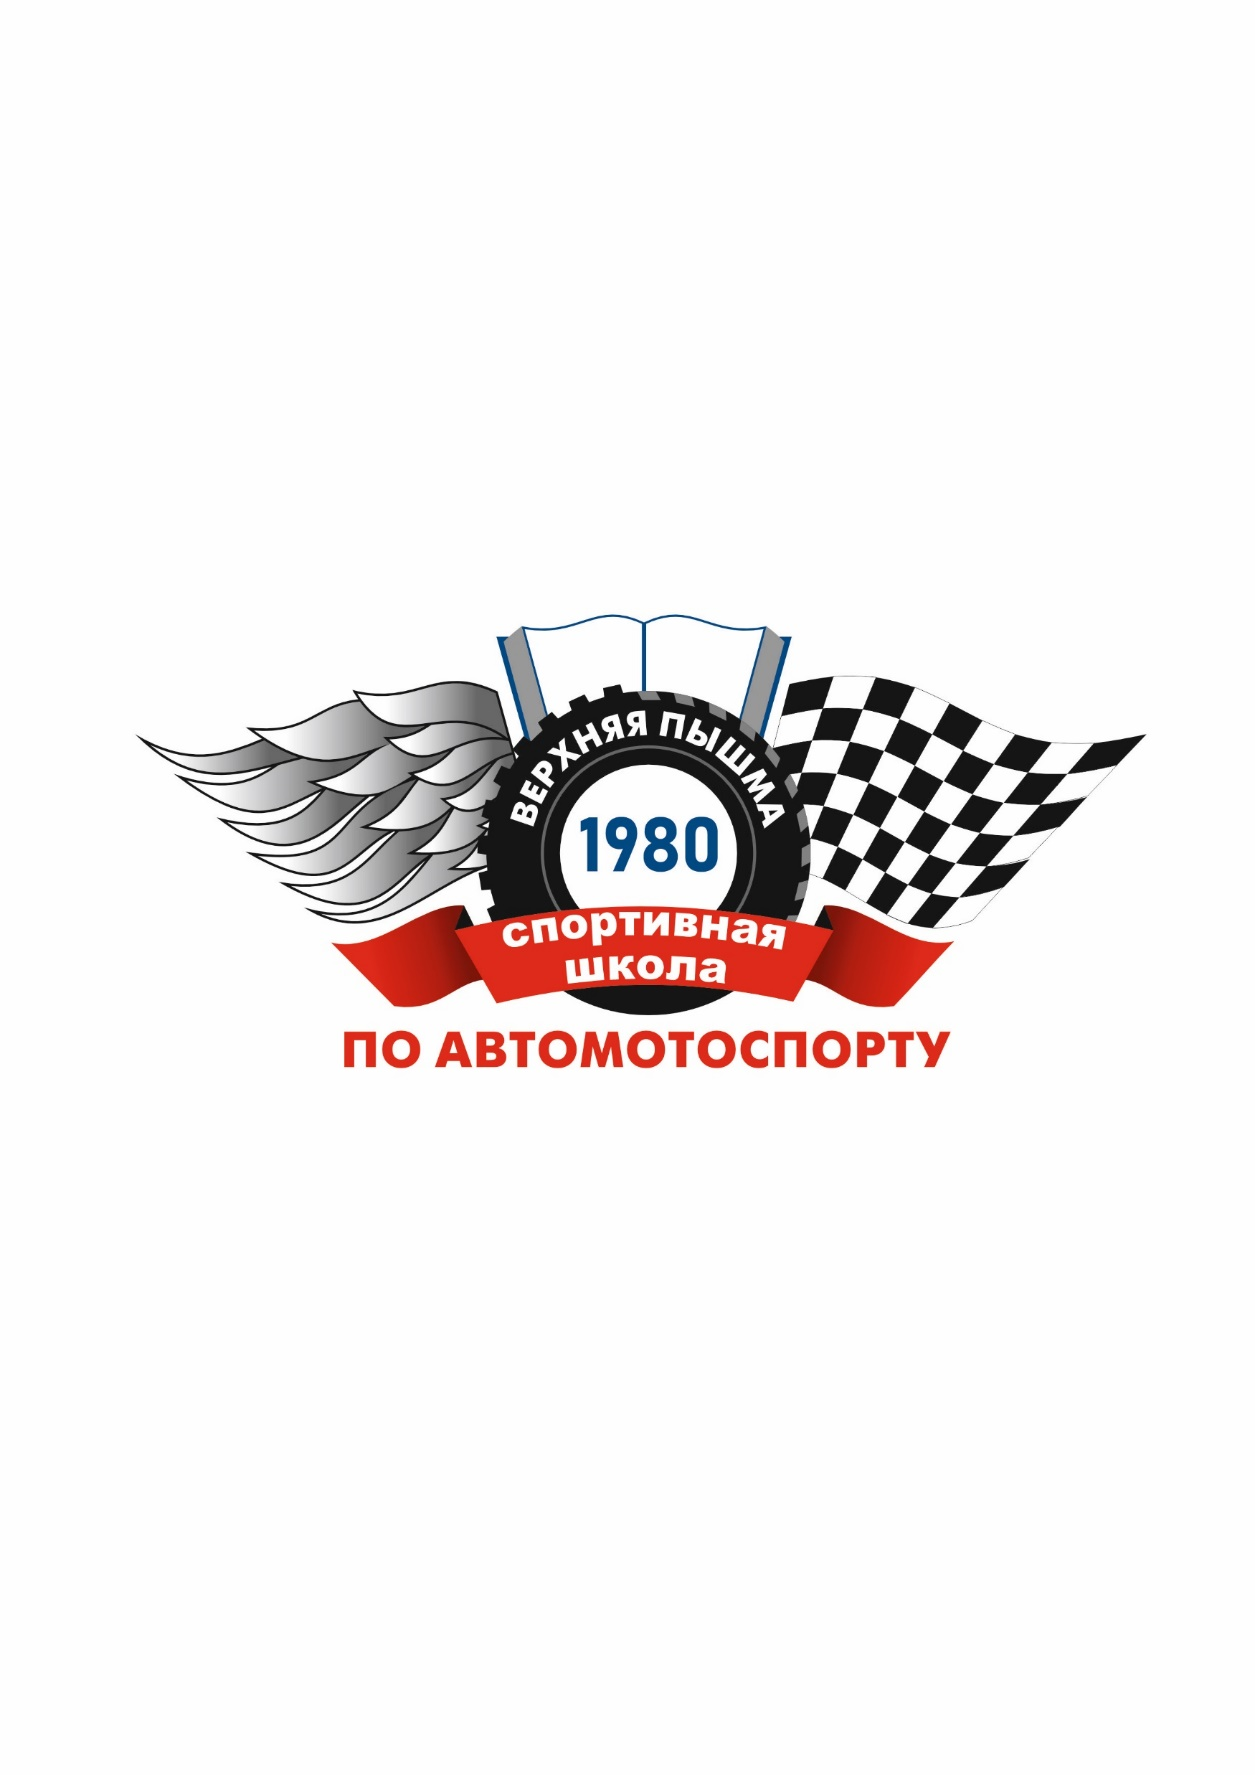 ВЕРХНЯЯ ПЫШМА
1980
спортивная
школа
ПО АВТОМОТОСПОРТУ